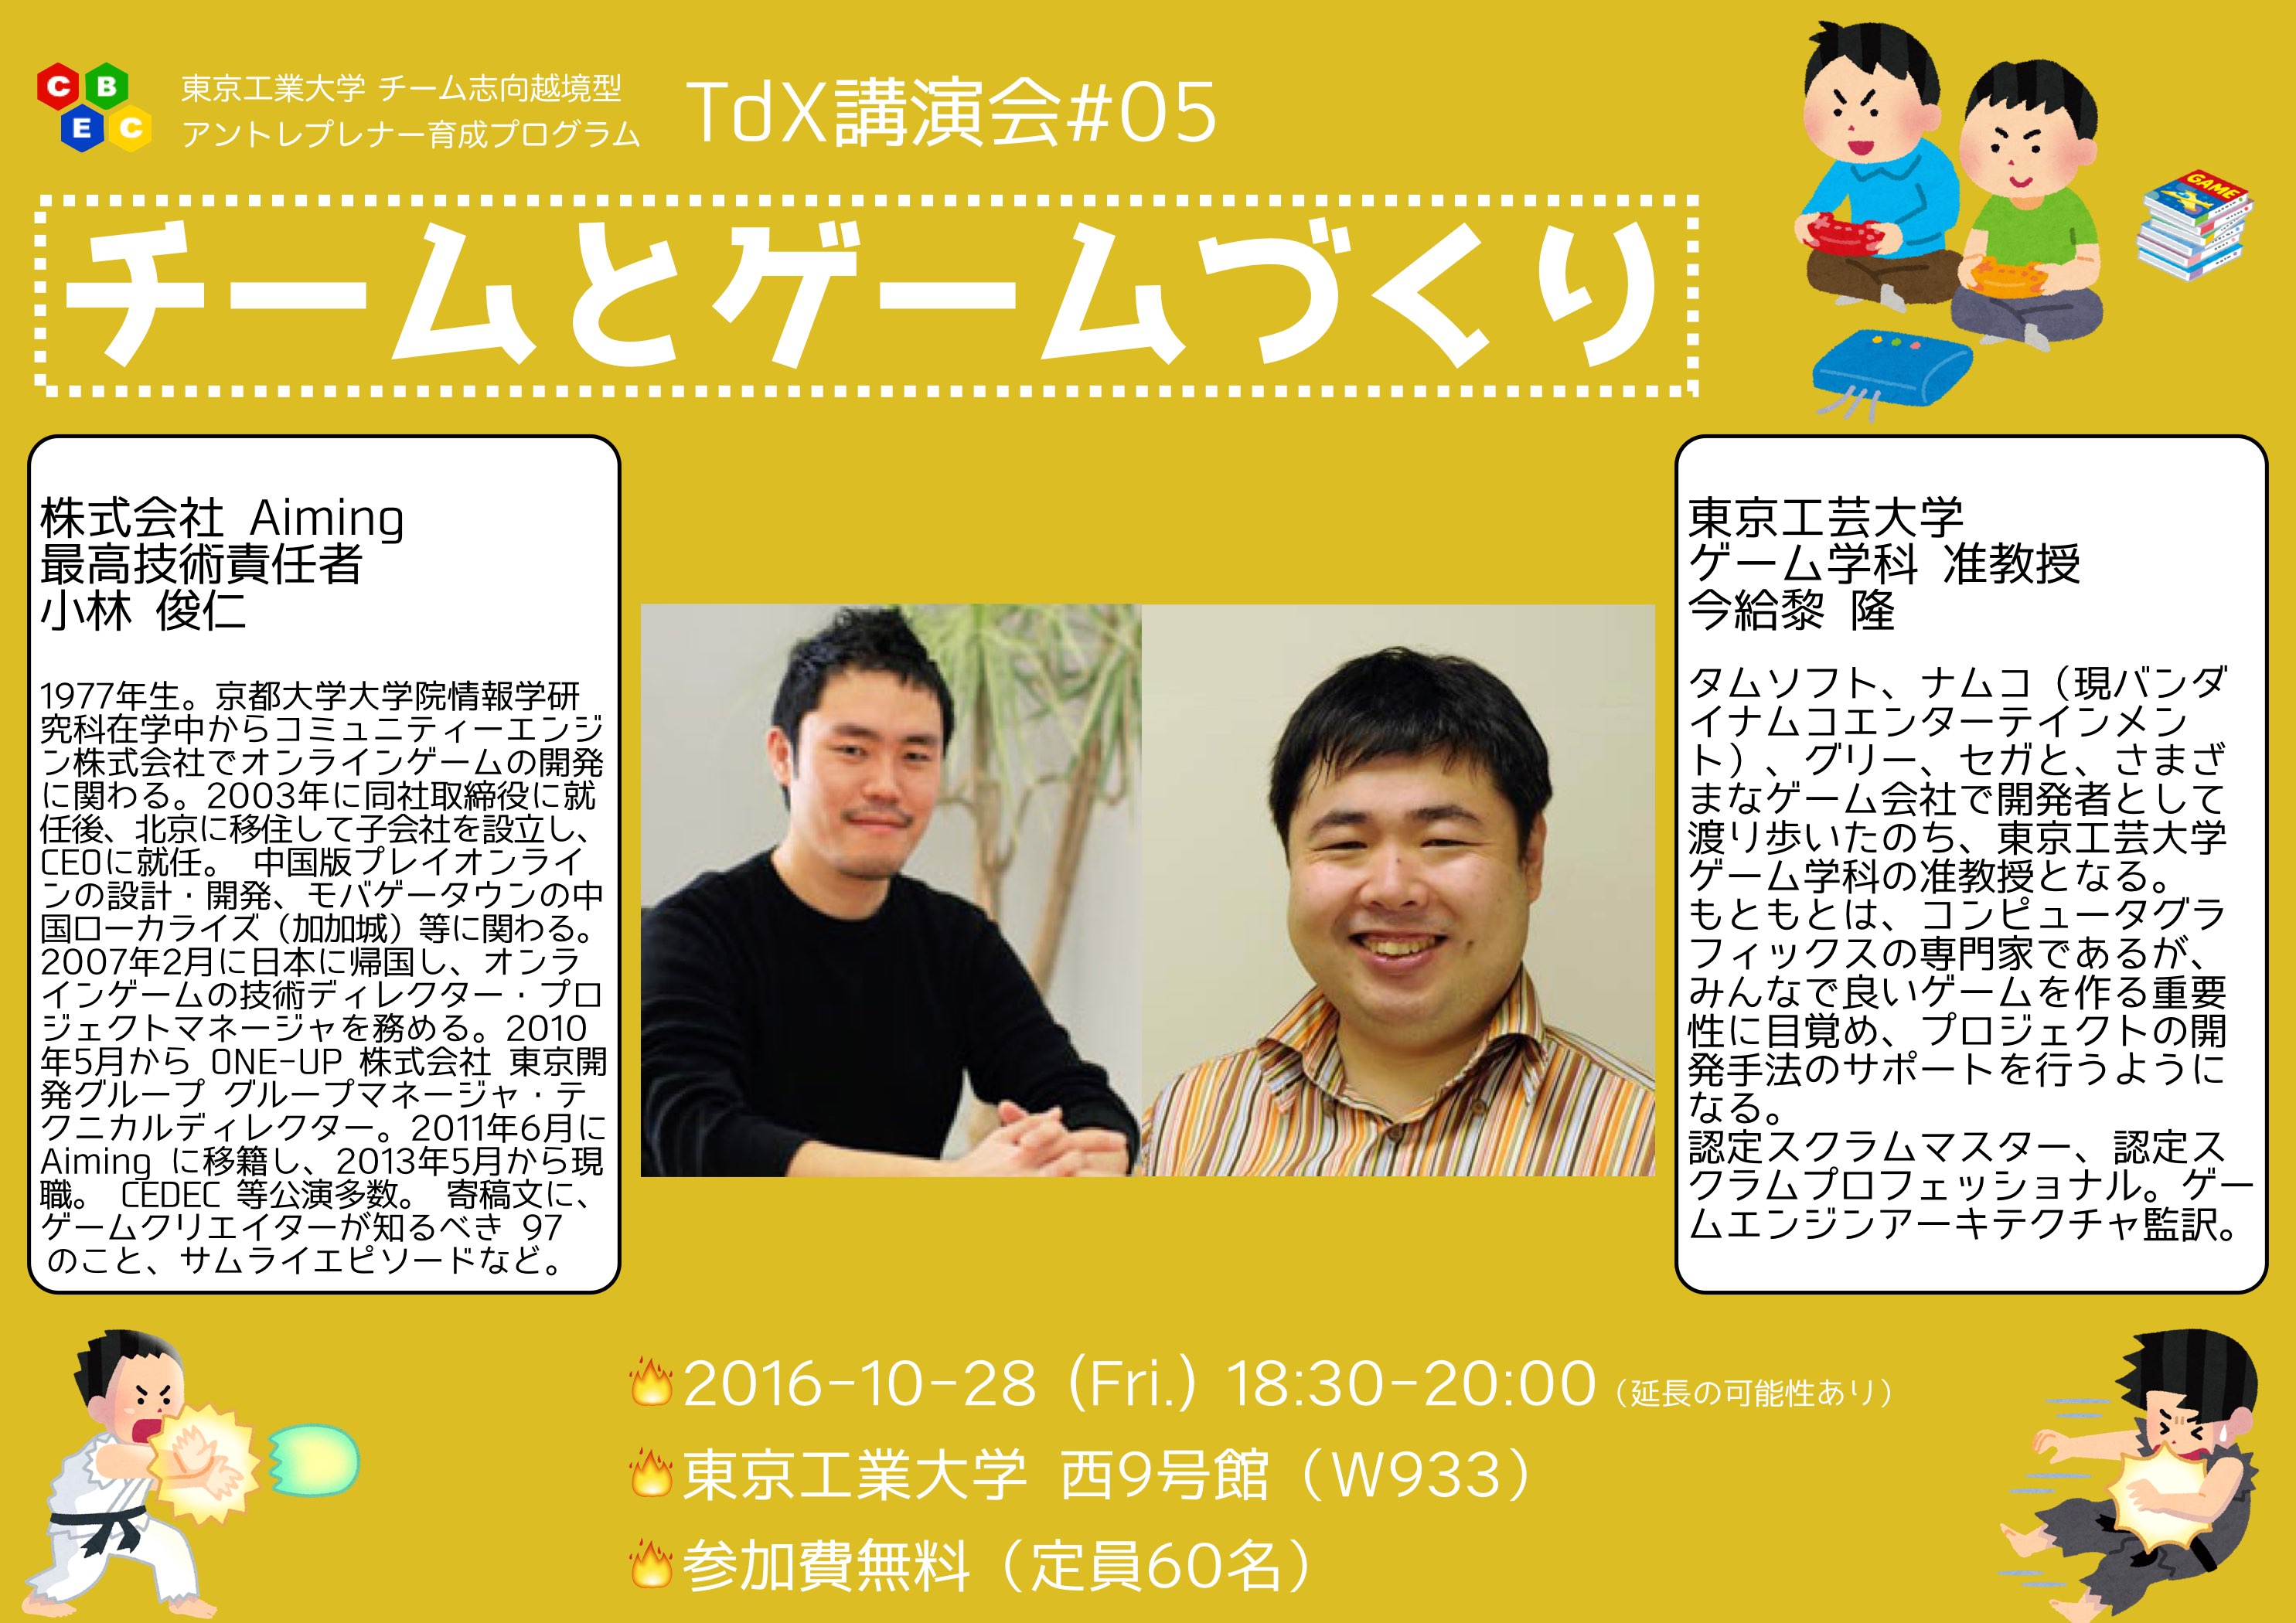 C B
E C
東京工業大学 チーム志向越境型
アントレプレナー育成プログラム
TdX講演会#05
チームとゲームづくり
GAME
株式会社 Aiming
最高技術責任者
小林 俊仁
1977年生。京都大学大学院情報学研
究科在学中からコミュニティーエンジ
ン株式会社でオンラインゲームの開発
に関わる。2003年に同社取締役に就
任後、北京に移住して子会社を設立し、
CEOに就任。 中国版プレイオンライ
ンの設計・開発、モバゲータウンの中
国ローカライズ（加加城）等に関わる。
2007年2月に日本に帰国し、オンラ
インゲームの技術ディレクター・プロ
ジェクトマネージャを務める。2010
年5月から ONE-UP 株式会社 東京開
発グループ グループマネージャ・テ
クニカルディレクター。2011年6月に
Aiming に移籍し、2013年5月から現
職。 CEDEC 等公演多数。 寄稿文に、
ゲームクリエイターが知るべき 97
のこと、サムライエピソードなど。
東京工芸大学
ゲーム学科 准教授
今給黎 隆
タムソフト、ナムコ（現バンダ
イナムコエンターテインメン
ト）、グリー、セガと、さまざ
まなゲーム会社で開発者として
渡り歩いたのち、東京工芸大学
ゲーム学科の准教授となる。
もともとは、コンピュータグラ
フィックスの専門家であるが、
みんなで良いゲームを作る重要
性に目覚め、プロジェクトの開
発手法のサポートを行うように
なる。
認定スクラムマスター、認定ス
クラムプロフェッショナル。ゲー
ムエンジンアーキテクチャ監訳。
2016-10-28 (Fri.) 18:30-20:00（延長の可能性あり）
東京工業大学 西9号館（W933）
参加費無料（定員60名）